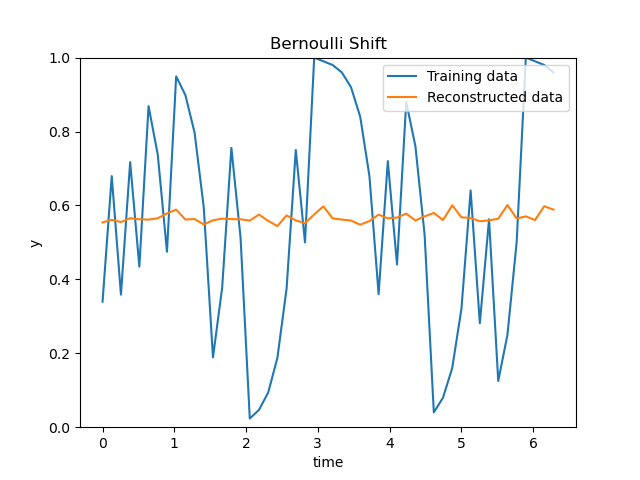 Bernoulli Shift
Training data
Reconstructed data
y
1.0
0.8
0.6
0.4
0.2
0.0
0 1 2 3 4 5 6
time